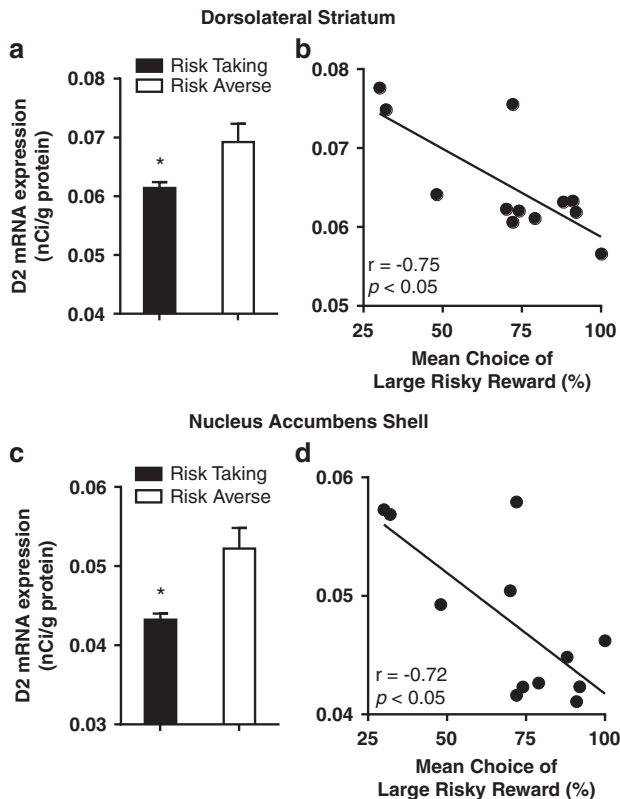 Dorsolateral Striatum
a
Risk Taking
Risk Averse
D2 mRNA expression
(nCi/g protein)
0.08
0.07
0.06
0.05
0.04
*
b
0.08
0.07
0.06
0.05
r = -0.75
p < 0.05
25 50 75 100
Mean Choice of
Large Risky Reward (%)
Nucleus Accumbens Shell
c
Risk Taking
Risk Averse
D2 mRNA expression
(nCi/g protein)
0.06
0.05
0.04
0.03
*
d
0.06
0.05
0.04
r = -0.72
p < 0.05
25 50 75 100
Mean Choice of
Large Risky Reward (%)